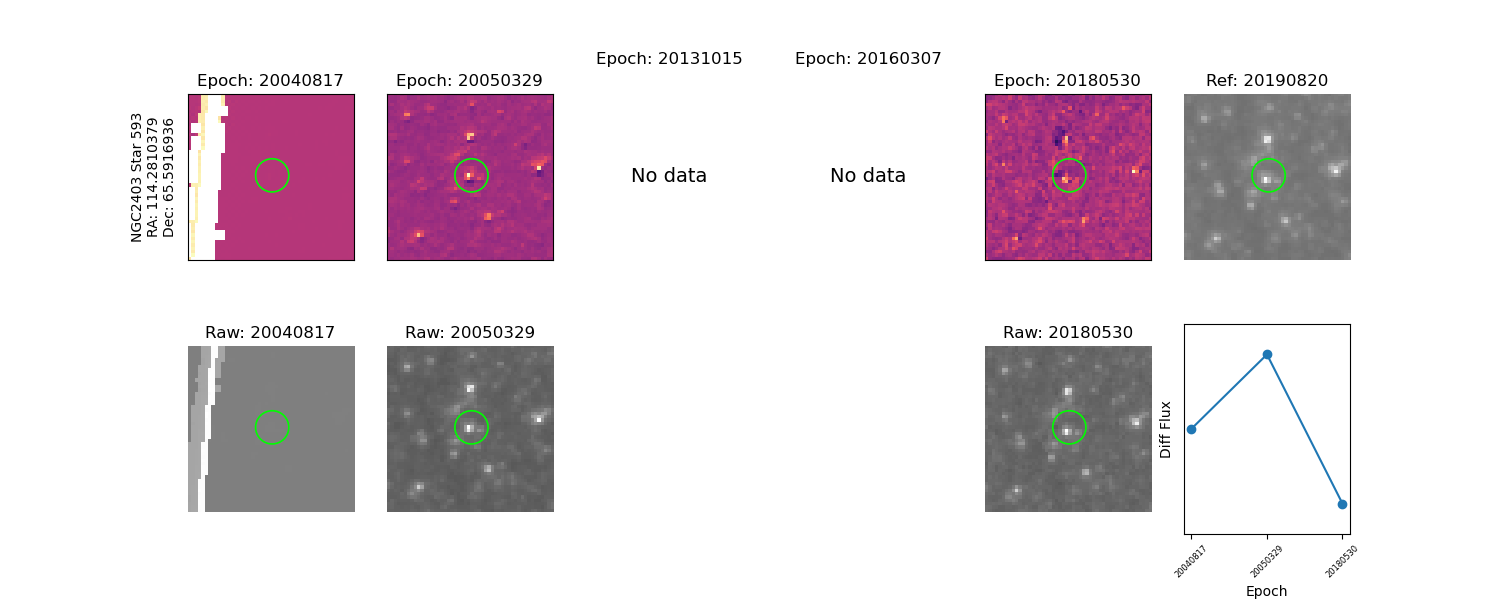 Epoch: 20131015
Epoch: 20160307
Epoch: 20040817
Epoch: 20050329
Epoch: 20180530
Ref: 20190820
NGC2403 Star 593
RA: 114.2810379
Dec: 65.5916936
No data
No data
Raw: 20040817
Raw: 20050329
Raw: 20180530
Diff Flux
20040817
20050329
20180530
Epoch